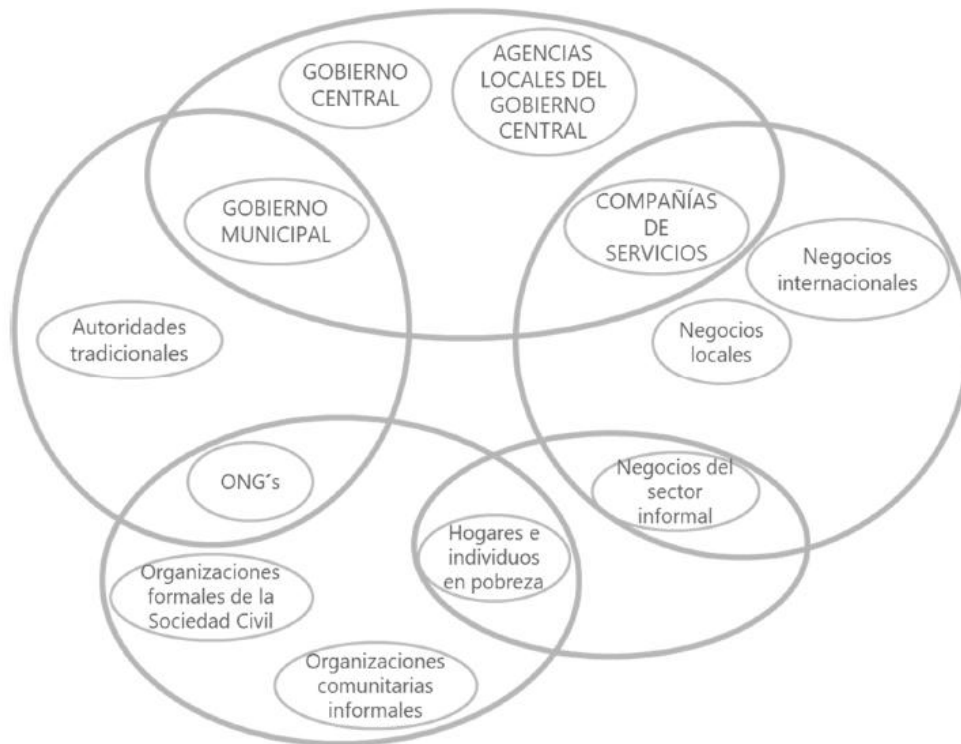 GOBIERNO
CENTRAL
AGENCIAS
LOCALES DEL
GOBIERNO
CENTRAL
GOBIERNO
MUNICIPAL
COMPAÑÍAS
DE
SERVICIOS
Negocios
internacionales
Autoridades
tradicionales
Negocios
locales
ONG´s
Negocios del
sector
informal
Hogares e
individuos
en pobreza
Organizaciones
formales de la
Sociedad Civil
Organizaciones
comunitarias
informales